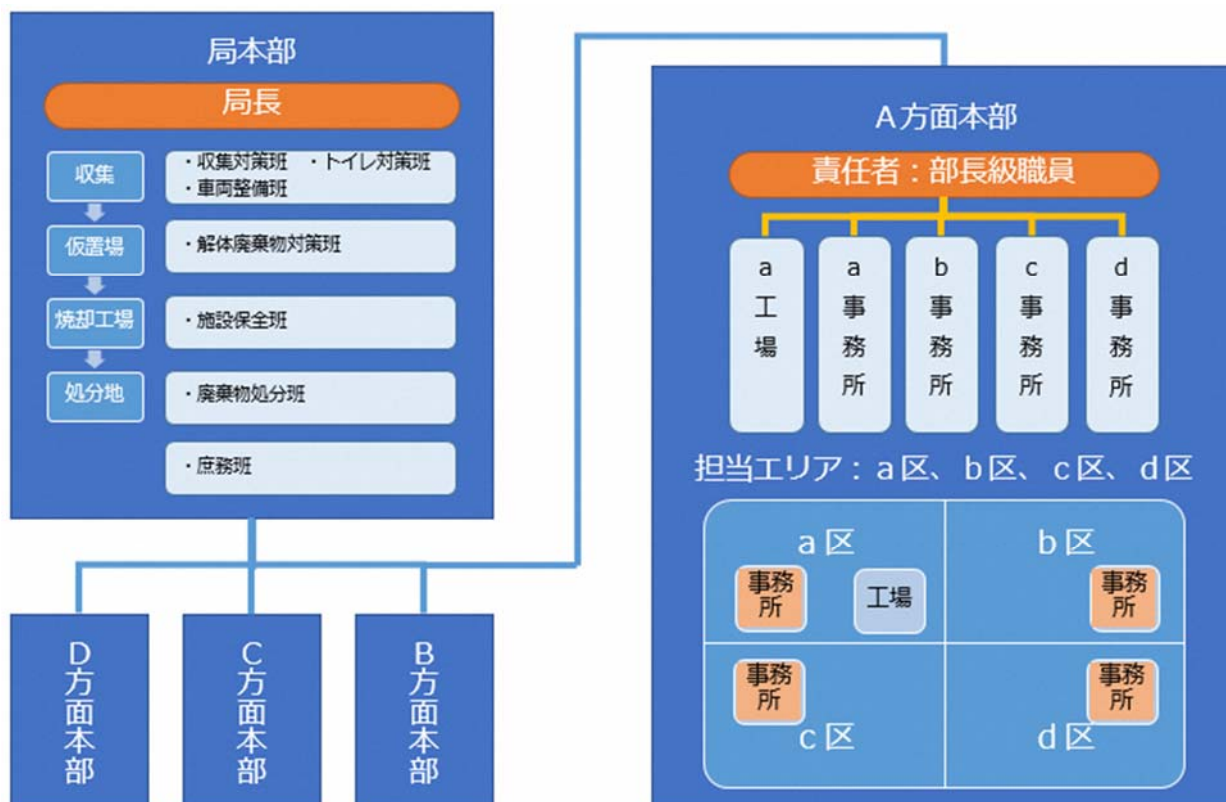 局本部
局長
収集
・収集対策班　・トイレ対策班
・車両整備班
仮置場
・解体廃棄物対策班
焼却工場
・施設保全班
処分地
・廃棄物処分班
・庶務班
D方面本部
C方面本部
B方面本部
A方面本部
責任者：部長級職員
a工場
a事務所
b事務所
c事務所
d事務所
担当エリア：a区、b区、c区、d区
a区
事務
所
工場
b区
事務
所
事務
所
c区
事務
所
d区